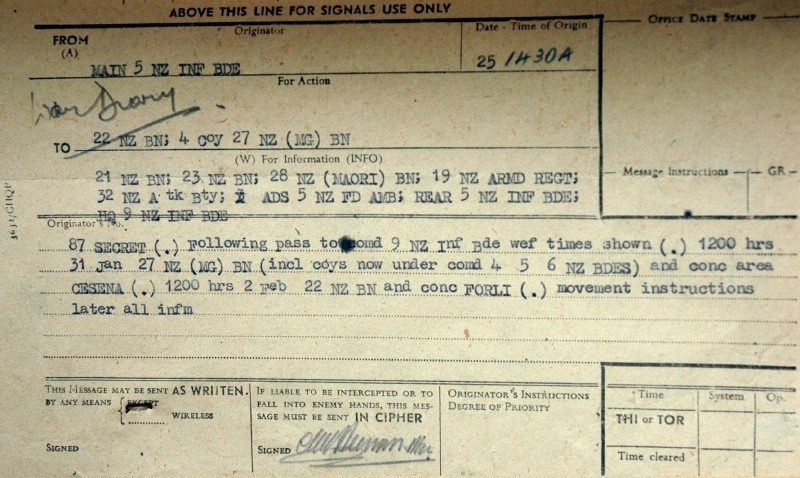 ABOVE THIS LINE FOR SIGNALS USE ONLY
Originator
Date - Time of Origin
OFFICE DATE STAMP
FROM
(A)
MAIN 5 NZ INF BDE
25 1430A
For Action
War Diary
TO
22 NZ BN; 4 Coy 27 NZ (MG) BN
(W) For Information (INFO)
21 NZ BN; 23 NZ BN; 28 NZ (MAORI) BN; 19 NZ ARMD REGT;
32 NZ A tk Bty; ADS 5 NZ FD AMB; REAR 5 NZ INF BDE;
HQ 9 NZ INF BDE
Message Instructions
GR
Originator's No.
87 SECRET (.) Following pass to comd 9 NZ Inf Bde wef times shown (.) 1200 hrs
31 Jan 27 NZ (MG) BN (incl coys now under comd 4 5 6 NZ BDES) and conc area
CESENA (.) 1200 hrs 2 Feb 22 NZ BN and conc FORLI (.) movement instructions
later all infm
THIS MESSAGE MAY BE SENT AS WRITTEN.
BY ANY MEANS EXCEPT
WIRELESS
SIGNED
IF LIABLE TO BE INTERCEPTED OR TO
FALL INTO ENEMY HANDS, THIS MES-
SAGE MUST BE SENT IN CIPHER
SIGNED
ORIGINATOR'S INSTRUCTIONS
DEGREE OF PRIORITY
Time
System
Op.
THI or TOR
Time cleared